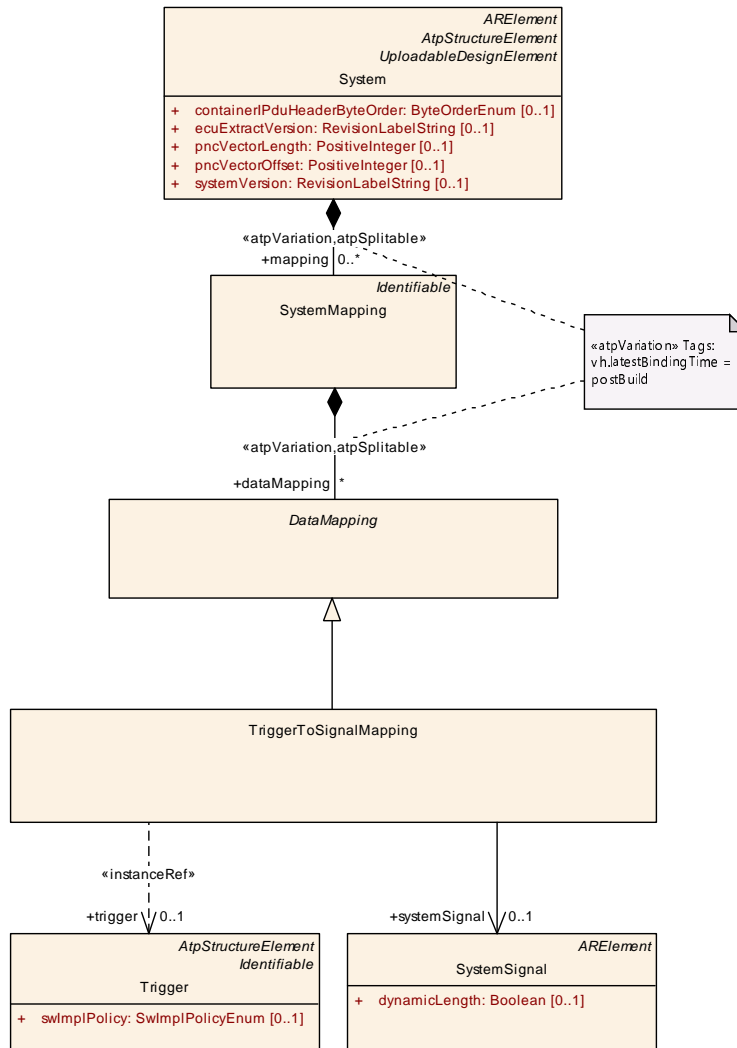 ARElement
AtpStructureElement
UploadableDesignElement
System
+ containerIPduHeaderByteOrder: ByteOrderEnum [0..1]
+ ecuExtractVersion: RevisionLabelString [0..1]
+ pncVectorLength: PositiveInteger [0..1]
+ pncVectorOffset: PositiveInteger [0..1]
+ systemVersion: RevisionLabelString [0..1]
«atpVariation,atpSplitable»
+mapping 0..*
Identifiable
SystemMapping
«atpVariation» Tags:
vh.latestBindingTime =
postBuild
«atpVariation,atpSplitable»
+dataMapping *
DataMapping
TriggerToSignalMapping
«instanceRef»
+trigger 0..1
+systemSignal 0..1
AtpStructureElement
Identifiable
Trigger
+ swImplPolicy: SwImplPolicyEnum [0..1]
ARElement
SystemSignal
+ dynamicLength: Boolean [0..1]